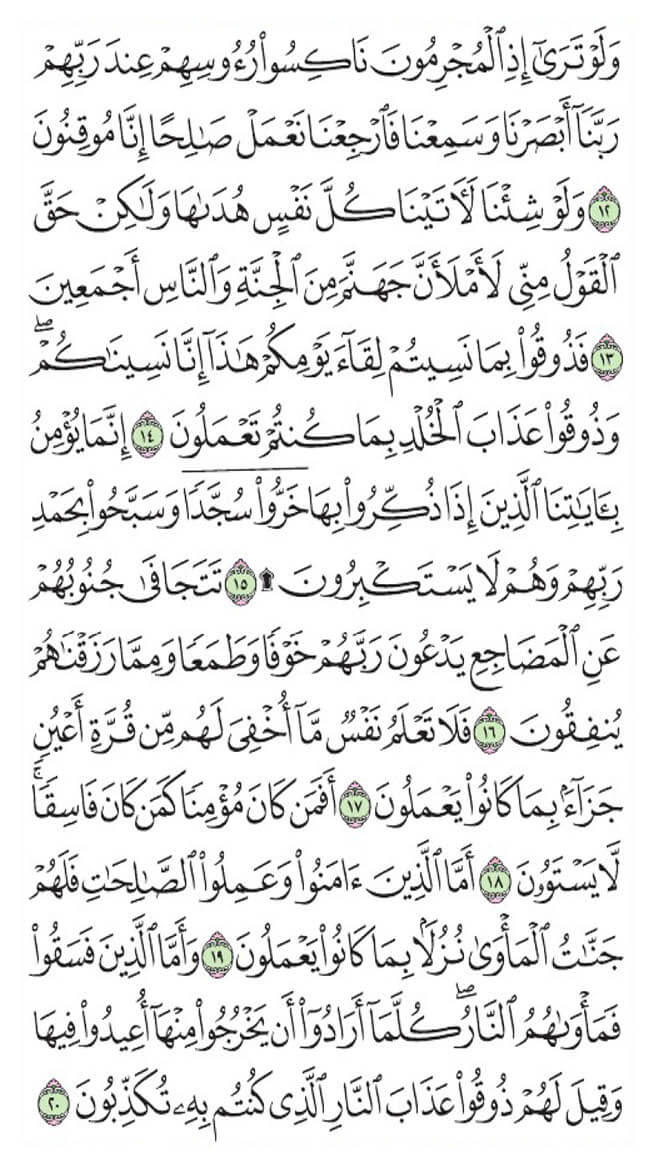 وَلَوْ تَرَىٰٓ إِذِ ٱلْمُجْرِمُونَ نَاكِسُوا۟ رُءُوسِهِمْ عِندَ رَبِّهِمْ
رَبَّنَآ أَبْصَرْنَا وَسَمِعْنَا فَٱرْجِعْنَا نَعْمَلْ صَٰلِحًا إِنَّا مُوقِنُونَ
١٢ وَلَوْ شِئْنَا لَءَاتَيْنَا كُلَّ نَفْسٍ هُدَىٰهَا وَلَٰكِنْ حَقَّ
ٱلْقَوْلُ مِنِّى لَأَمْلَأَنَّ جَهَنَّمَ مِنَ ٱلْجِنَّةِ وَٱلنَّاسِ أَجْمَعِينَ
١٣ فَذُوقُوا۟ بِمَا نَسِيتُمْ لِقَآءَ يَوْمِكُمْ هَٰذَآ إِنَّا نَسِينَٰكُمْ ۖ
وَذُوقُوا۟ عَذَابَ ٱلْخُلْدِ بِمَا كُنتُمْ تَعْمَلُونَ ١٤ إِنَّمَا يُؤْمِنُ
بِـَٔايَٰتِنَا ٱلَّذِينَ إِذَا ذُكِّرُوا۟ بِهَا خَرُّوا۟ سُجَّدًا وَسَبَّحُوا۟ بِحَمْدِ
رَبِّهِمْ وَهُمْ لَا يَسْتَكْبِرُونَ ۩ ١٥ تَتَجَافَىٰ جُنُوبُهُمْ
عَنِ ٱلْمَضَاجِعِ يَدْعُونَ رَبَّهُمْ خَوْفًا وَطَمَعًا وَمِمَّا رَزَقْنَٰهُمْ
يُنفِقُونَ ١٦ فَلَا تَعْلَمُ نَفْسٌ مَّآ أُخْفِىَ لَهُم مِّن قُرَّةِ أَعْيُنٍ
جَزَآءًۢ بِمَا كَانُوا۟ يَعْمَلُونَ ١٧ أَفَمَن كَانَ مُؤْمِنًا كَمَن كَانَ فَاسِقًا ۚ
لَّا يَسْتَوُۥنَ ١٨ أَمَّا ٱلَّذِينَ ءَامَنُوا۟ وَعَمِلُوا۟ ٱلصَّٰلِحَٰتِ فَلَهُمْ
جَنَّٰتُ ٱلْمَأْوَىٰ نُزُلًۢا بِمَا كَانُوا۟ يَعْمَلُونَ ١٩ وَأَمَّا ٱلَّذِينَ فَسَقُوا۟
فَمَأْوَىٰهُمُ ٱلنَّارُ ۖ كُلَّمَآ أَرَادُوٓا۟ أَن يَخْرُجُوا۟ مِنْهَآ أُعِيدُوا۟ فِيهَا
وَقِيلَ لَهُمْ ذُوقُوا۟ عَذَابَ ٱلنَّارِ ٱلَّذِى كُنتُم بِهِۦ تُكَذِّبُونَ ٢٠